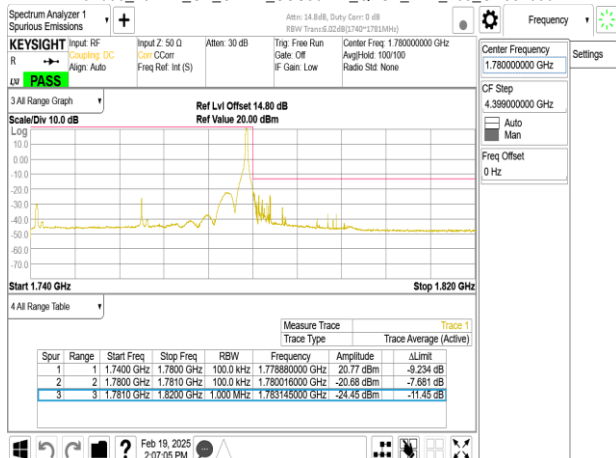 Spectrum Analyzer 1
Spurious Emissions
Attn: 14.8dB, Duty Corr: 0 dB
RBW Trans:6.02dB(1740~1781MHz)
Frequency
KEYSIGHT
R
LXI
PASS
Input: RF
Coupling: DC
Align: Auto
Input Z: 50 Ω
Corr CCorr
Freq Ref: Int (S)
Atten: 30 dB
Trig: Free Run
Gate: Off
IF Gain: Low
Center Freq: 1.780000000 GHz
Avg|Hold: 100/100
Radio Std: None
Center Frequency
1.780000000 GHz
Settings
CF Step
4.399000000 GHz
Auto
Man
Freq Offset
0 Hz
3 All Range Graph
Scale/Div 10.0 dB
Ref Lvl Offset 14.80 dB
Ref Value 20.00 dBm
Log
10.0
0.00
-10.0
-20.0
-30.0
-40.0
-50.0
-60.0
-70.0
Start 1.740 GHz
Stop 1.820 GHz
4 All Range Table
Measure Trace Trace 1
Trace Type Trace Average (Active)
Spur Range Start Freq Stop Freq RBW Frequency Amplitude ΔLimit
1 1 1.7400 GHz 1.7800 GHz 100.0 kHz 1.778880000 GHz 20.77 dBm -9.234 dB
2 2 1.7800 GHz 1.7810 GHz 100.0 kHz 1.780016000 GHz -20.68 dBm -7.681 dB
3 3 1.7810 GHz 1.8200 GHz 1.000 MHz 1.783145000 GHz -24.45 dBm -11.45 dB
?
Feb 19, 2025
2:07:05 PM